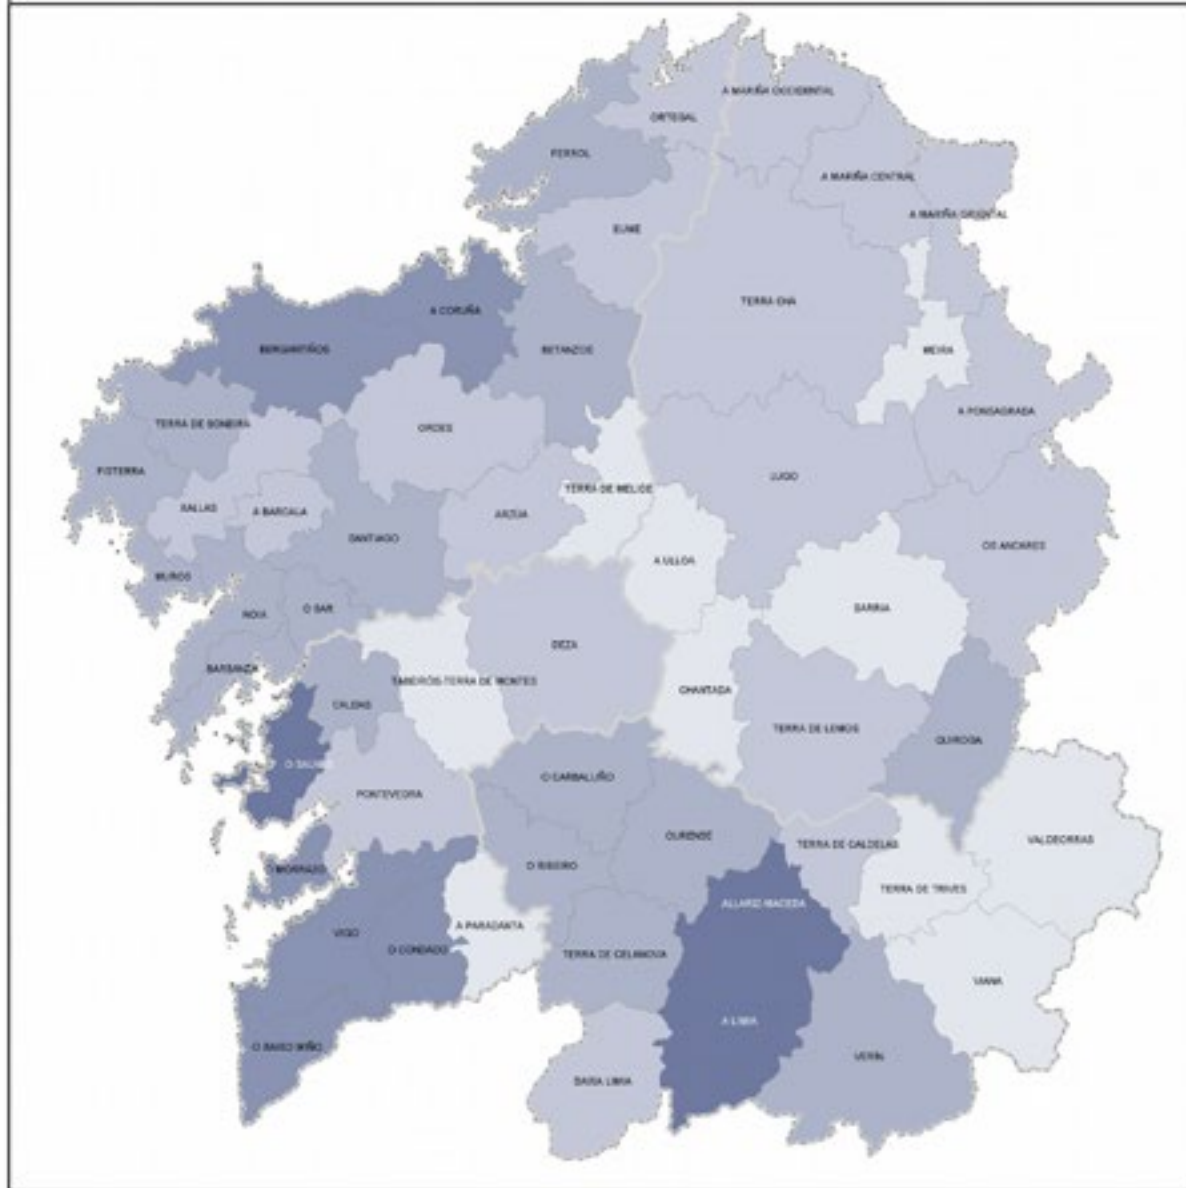 A MARIÑA OCCIDENTAL
ORTEGAL
FERROL
A MARIÑA CENTRAL
A MARIÑA ORIENTAL
EUME
TERRA CHA
A CORUÑA
BERGANTIÑOS
BETANZOS
MEIRA
A FONSAGRADA
TERRA DE SONEIRA
ORDES
FISTERRA
LUGO
TERRA DE MELIDE
XALLAS
A BARCALA
ARZÚA
SANTIAGO
OS ANCARES
A ULLOA
MUROS
SARRIA
NOIA
O SAR
DEZA
BARBANZA
TABEIRÓS-TERRA DE MONTES
CHANTADA
CALDAS
TERRA DE LEMOS
QUIROGA
O SALNÉS
O CARBALLIÑO
PONTEVEDRA
OURENSE
TERRA DE CALDELAS
VALDEORRAS
O RIBEIRO
O MORRAZO
TERRA DE TRIVES
ALLARIZ-MACEDA
A PARADANTA
VIGO
O CONDADO
TERRA DE CELANOVA
VIANA
A LIMIA
O BAIXO MIÑO
VERÍN
BAIXA LIMIA